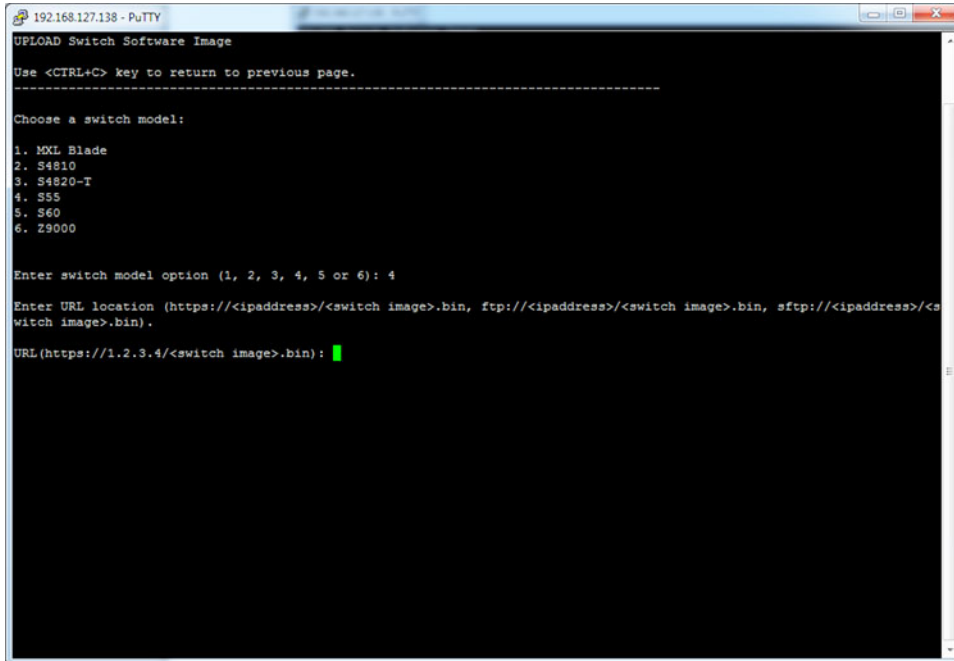 192.168.127.138 - PuTTY
UPLOAD Switch Software Image
Use <CTRL+C> key to return to previous page.
-----------------------------------------------------------------------------------
Choose a switch model:
1. MXL Blade
2. S4810
3. S4820-T
4. S55
5. S60
6. Z9000
Enter switch model option (1, 2, 3, 4, 5 or 6): 4
Enter URL location (https://<ipaddress>/<switch image>.bin, ftp://<ipaddress>/<switch image>.bin, sftp://<ipaddress>/<s
witch image>.bin).
URL(https://1.2.3.4/<switch image>.bin):